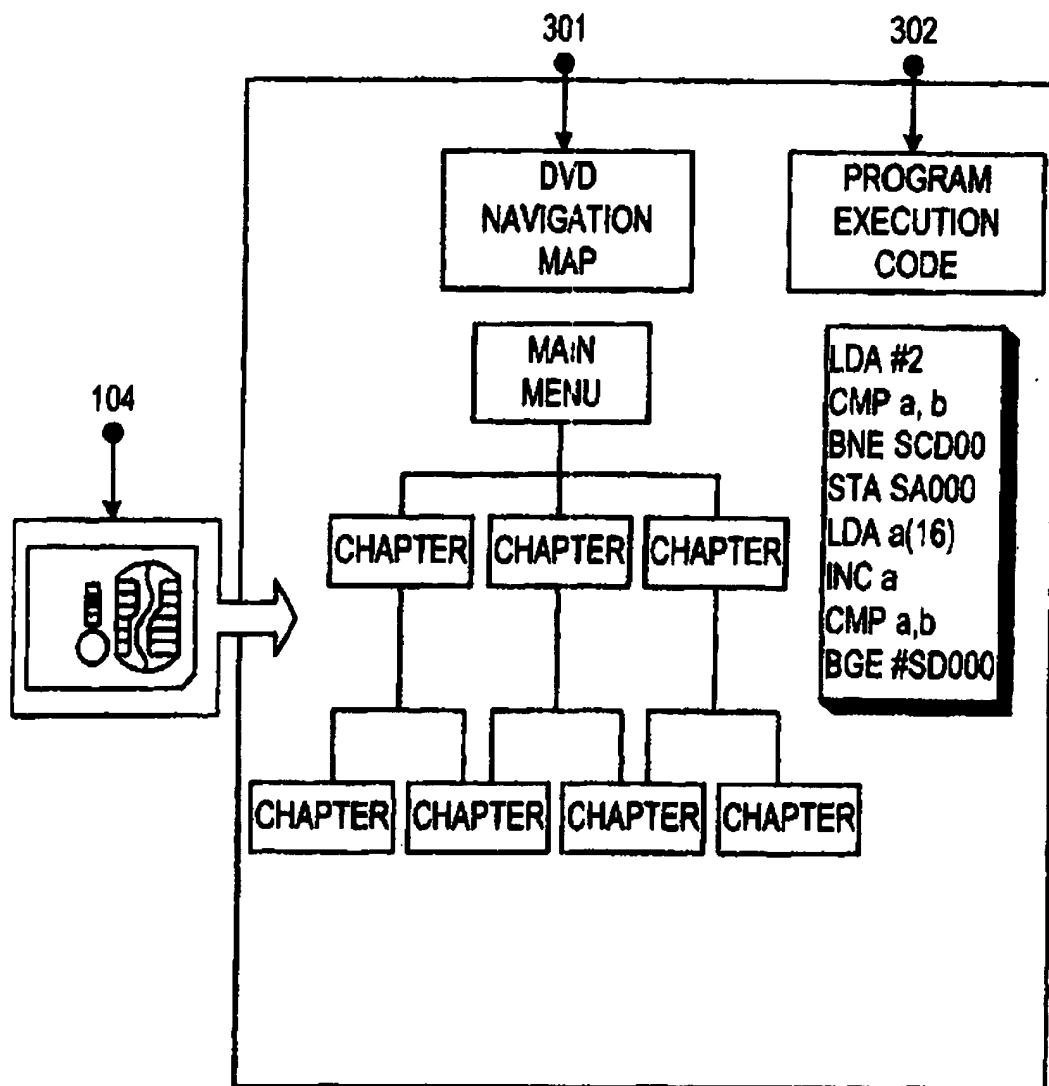 301
302
DVD
NAVIGATION
MAP
PROGRAM
EXECUTION
CODE
MAIN
MENU
LDA #2
CMP a, b
BNE SCD00
STA SA000
LDA a(16)
INC a
CMP a,b
BGE #SD000
104
CHAPTER
CHAPTER
CHAPTER
CHAPTER
CHAPTER
CHAPTER
CHAPTER